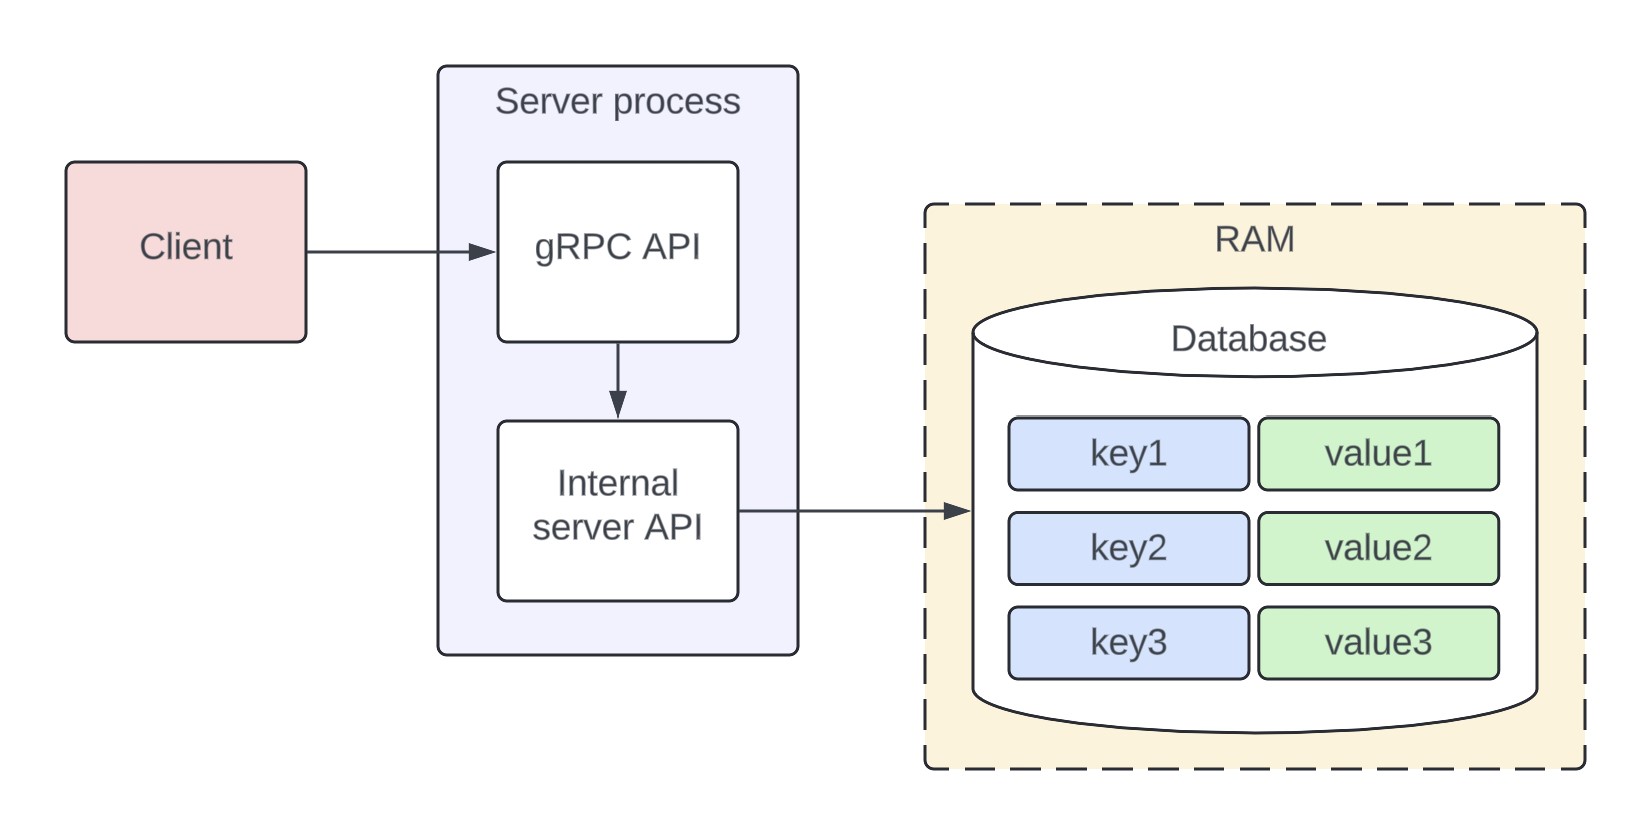 Server process
Client
gRPC API
Internal
server API
RAM
Database
key1 value1
key2 value2
key3 value3